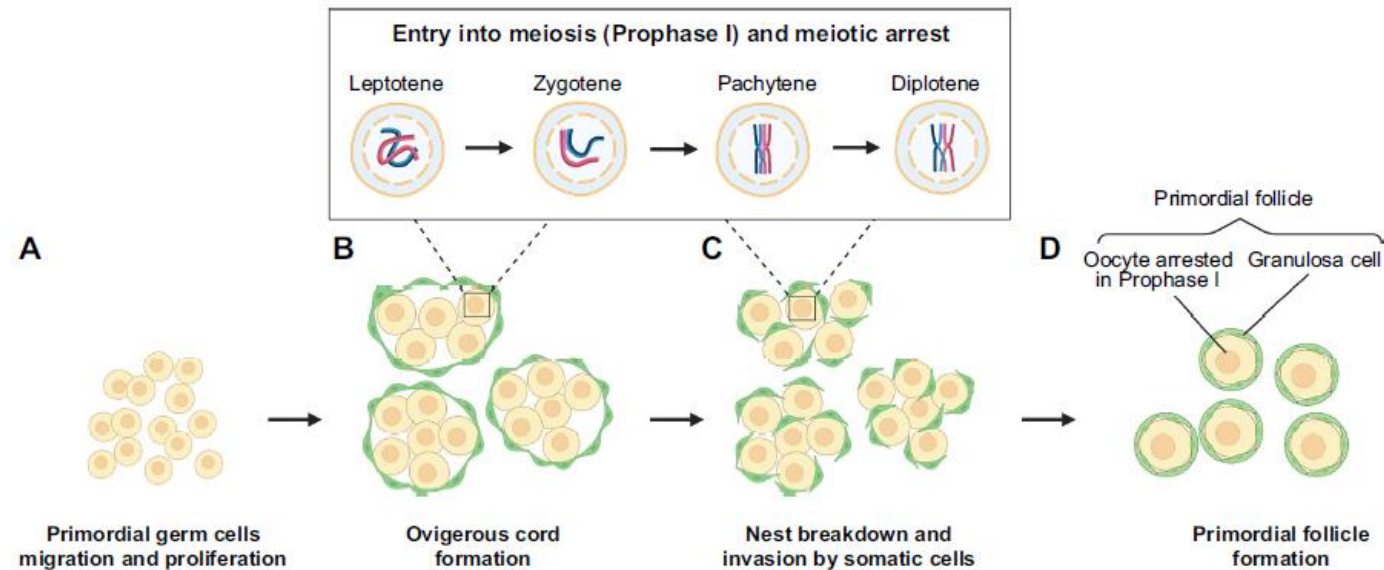 Entry into meiosis (Prophase I) and meiotic arrest
Leptotene
Zygotene
Pachytene
Diplotene
A
B
C
D
Primordial follicle
Oocyte arrested
in Prophase I
Granulosa cell
Primordial germ cells
migration and proliferation
Ovigerous cord
formation
Nest breakdown and
invasion by somatic cells
Primordial follicle
formation